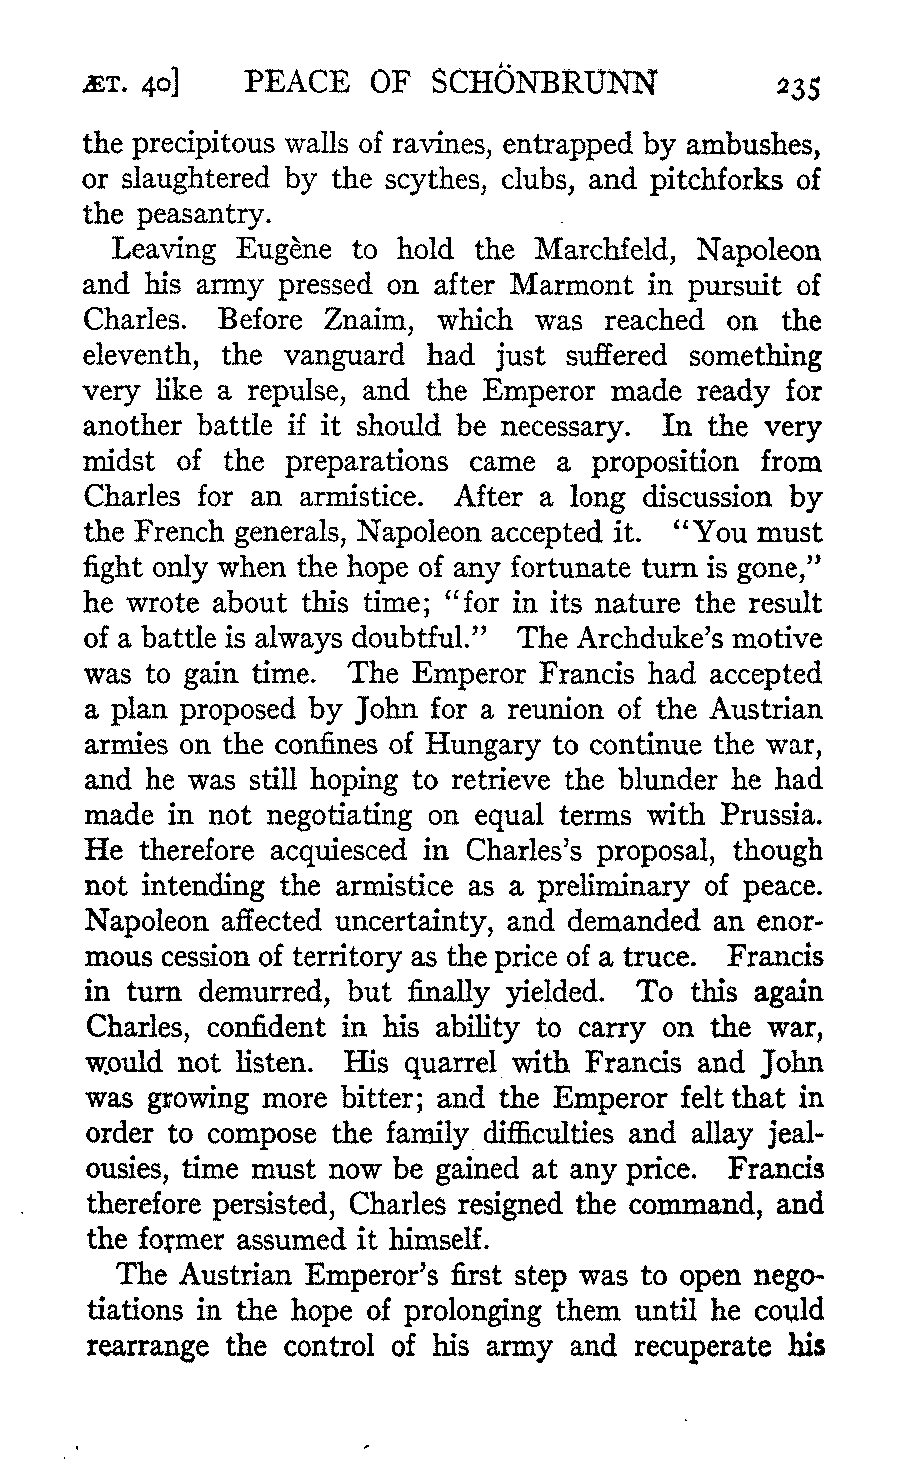 ÆT. 40] PEACE OF SCHÖNBRUNN 235
the precipitous walls of ravines, entrapped by ambushes,
or slaughtered by the scythes, clubs, and pitchforks of
the peasantry.
Leaving Eugène to hold the Marchfeld, Napoleon
and his army pressed on after Marmont in pursuit of
Charles. Before Znaim, which was reached on the
eleventh, the vanguard had just suffered something
very like a repulse, and the Emperor made ready for
another battle if it should be necessary. In the very
midst of the preparations came a proposition from
Charles for an armistice. After a long discussion by
the French generals, Napoleon accepted it. "You must
fight only when the hope of any fortunate turn is gone,"
he wrote about this time; "for in its nature the result
of a battle is always doubtful." The Archduke's motive
was to gain time. The Emperor Francis had accepted
a plan proposed by John for a reunion of the Austrian
armies on the confines of Hungary to continue the war,
and he was still hoping to retrieve the blunder he had
made in not negotiating on equal terms with Prussia.
He therefore acquiesced in Charles's proposal, though
not intending the armistice as a preliminary of peace.
Napoleon affected uncertainty, and demanded an enor-
mous cession of territory as the price of a truce. Francis
in turn demurred, but finally yielded. To this again
Charles, confident in his ability to carry on the war,
would not listen. His quarrel with Francis and John
was growing more bitter; and the Emperor felt that in
order to compose the family difficulties and allay jeal-
ousies, time must now be gained at any price. Francis
therefore persisted, Charles resigned the command, and
the former assumed it himself.
The Austrian Emperor's first step was to open nego-
tiations in the hope of prolonging them until he could
rearrange the control of his army and recuperate his